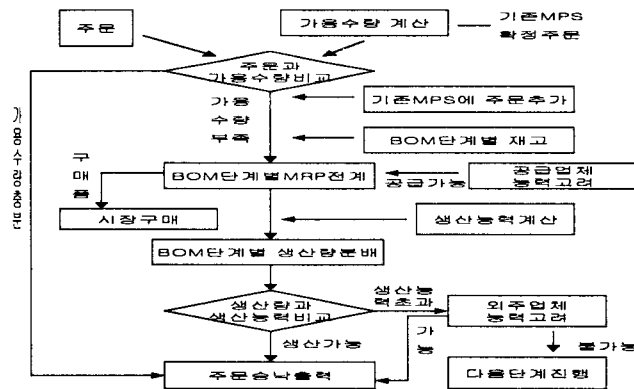 주문
가용수량 계산
기존MPS
확정주문
주문과
가용수량비교
가용
수량
부족
기존MPS에 주문추가
BOM단계별 재고
가용수량충분
구매품
BOM단계별MRP전개
공급가능
공급업체
능력고려
시장구매
생산능력계산
BOM단계별 생산량분배
생산량과
생산능력비교
생산능
력초과
외주업체
능력고려
가능
불가능
생산가능
주문승낙출력
다음단계진행